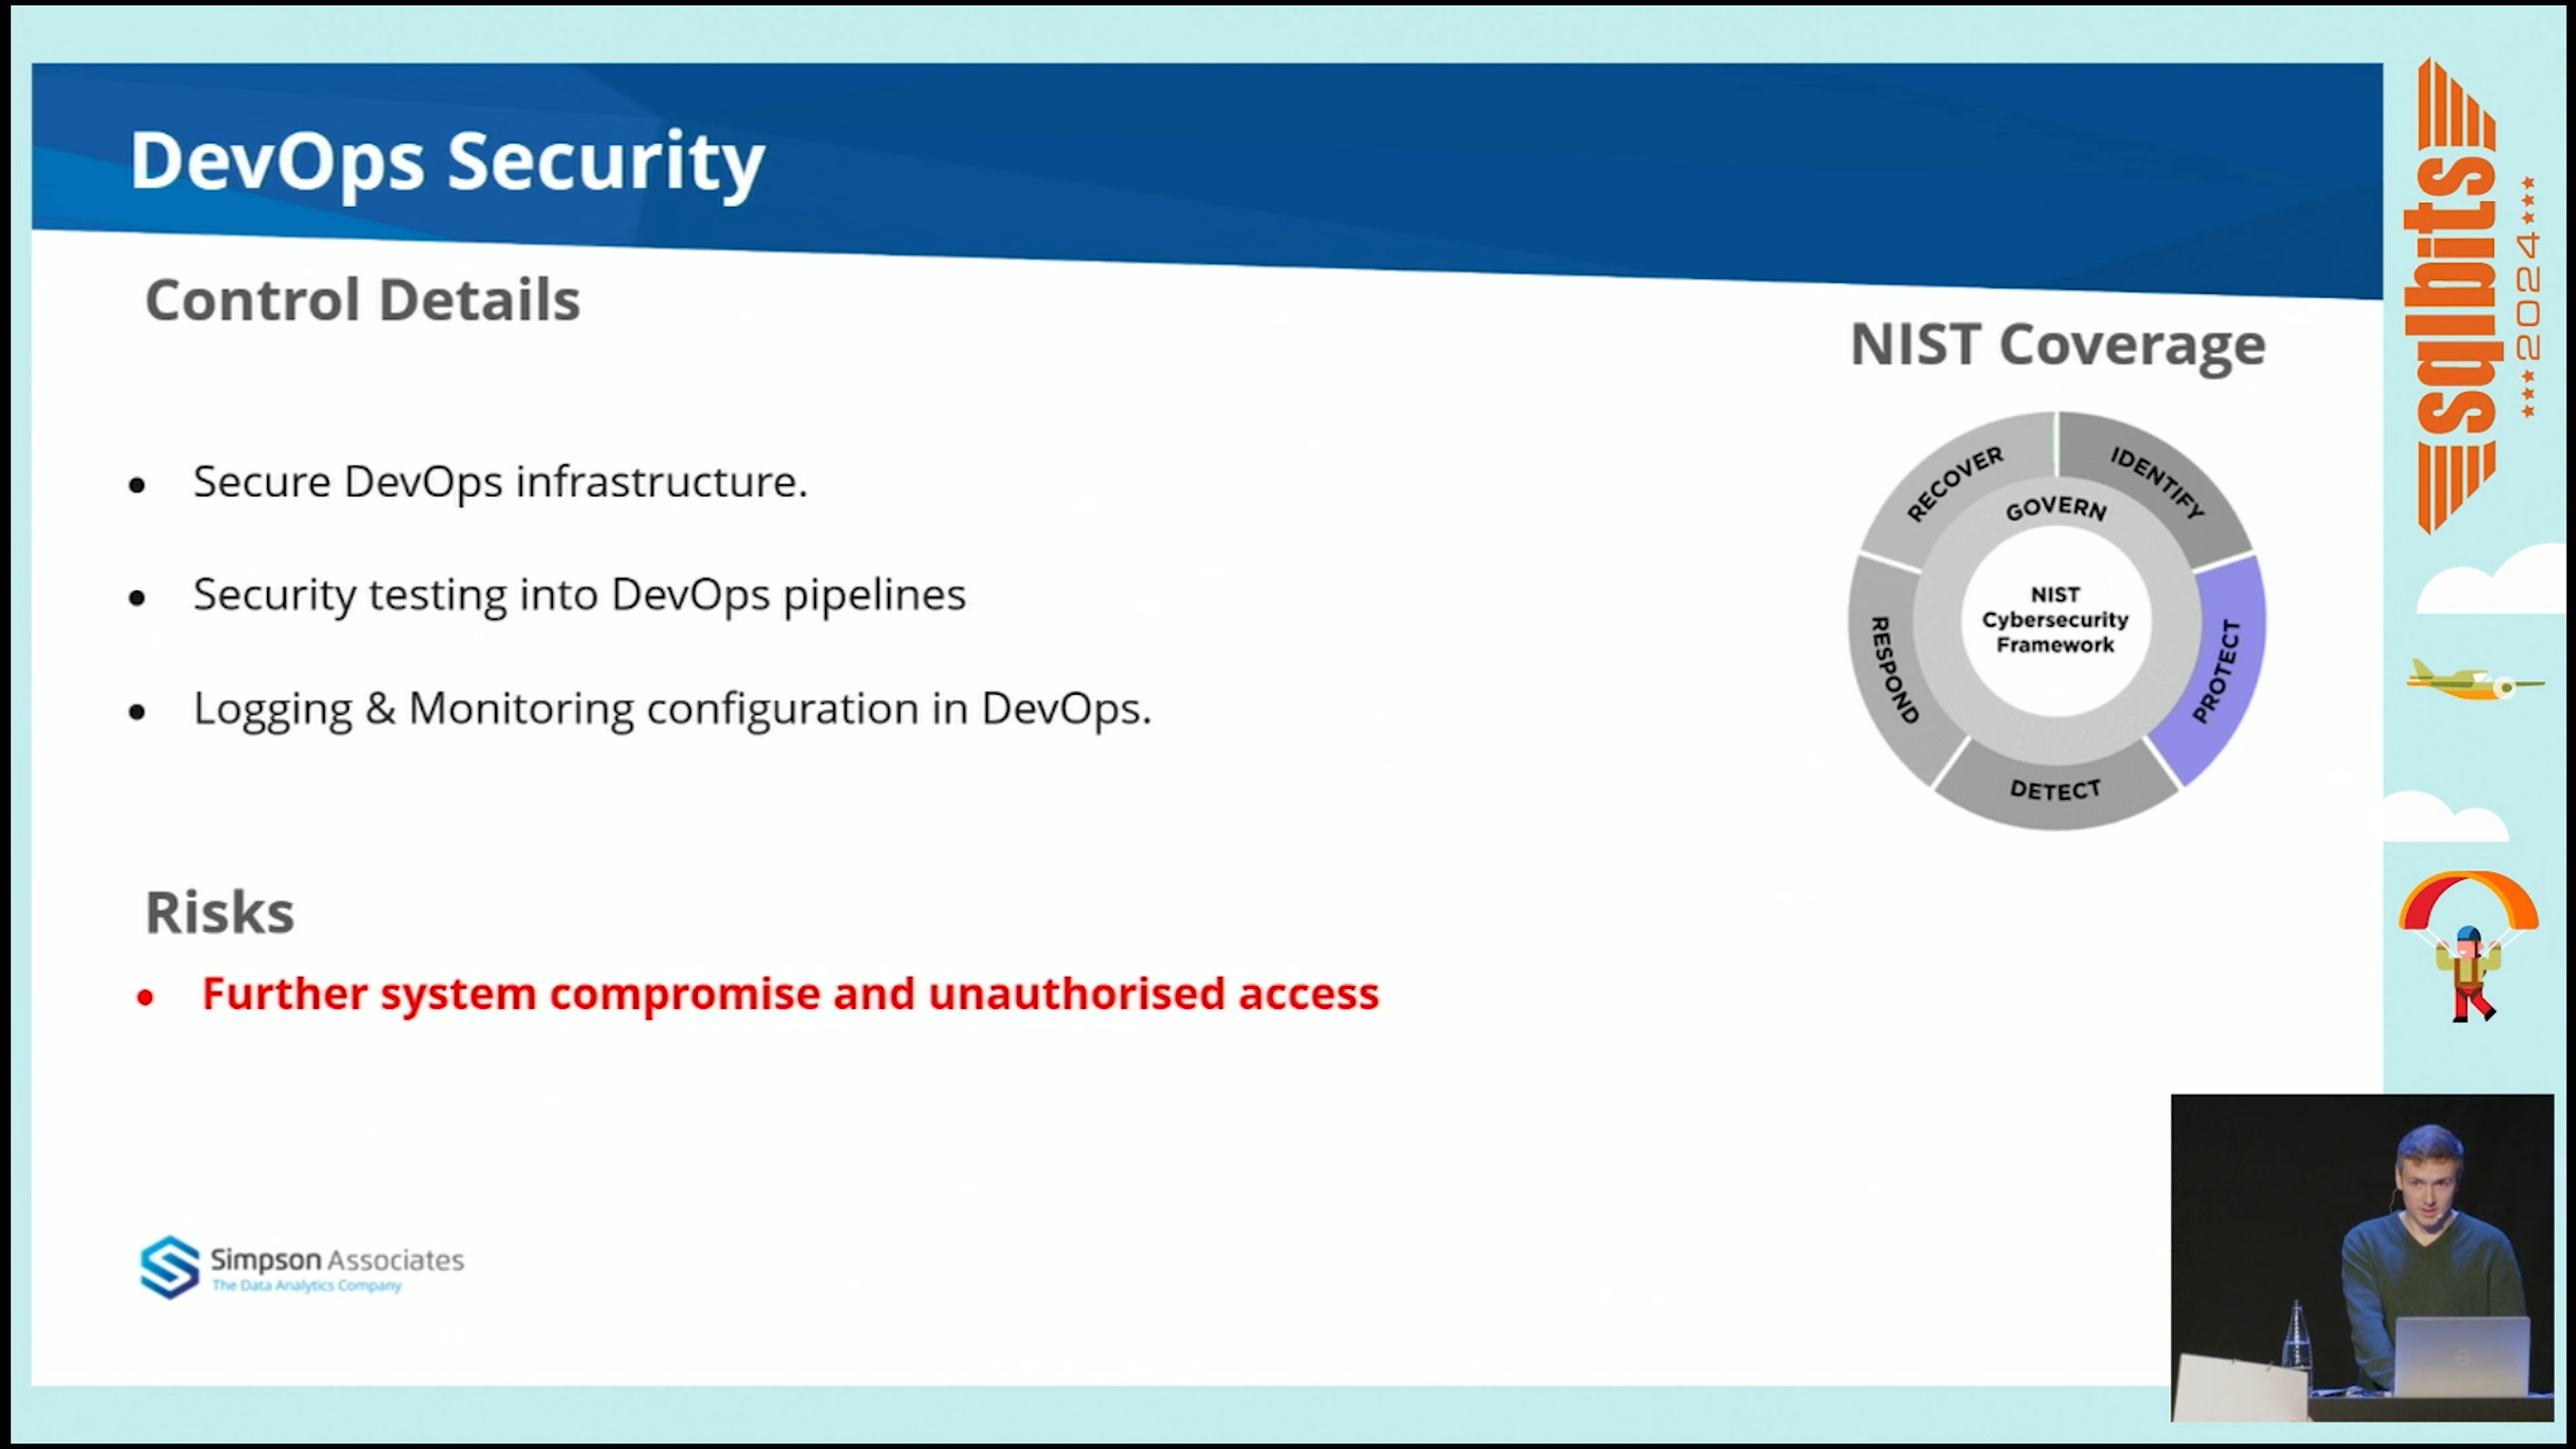 DevOps Security
Control Details
Secure DevOps infrastructure.
Security testing into DevOps pipelines
Logging & Monitoring configuration in DevOps.
Risks
Further system compromise and unauthorised access
NIST Coverage
RECOVER
IDENTIFY
GOVERN
NIST
Cybersecurity
Framework
RESPOND
PROTECT
DETECT
Simpson Associates
The Data Analytics Company
sqlbits
2024